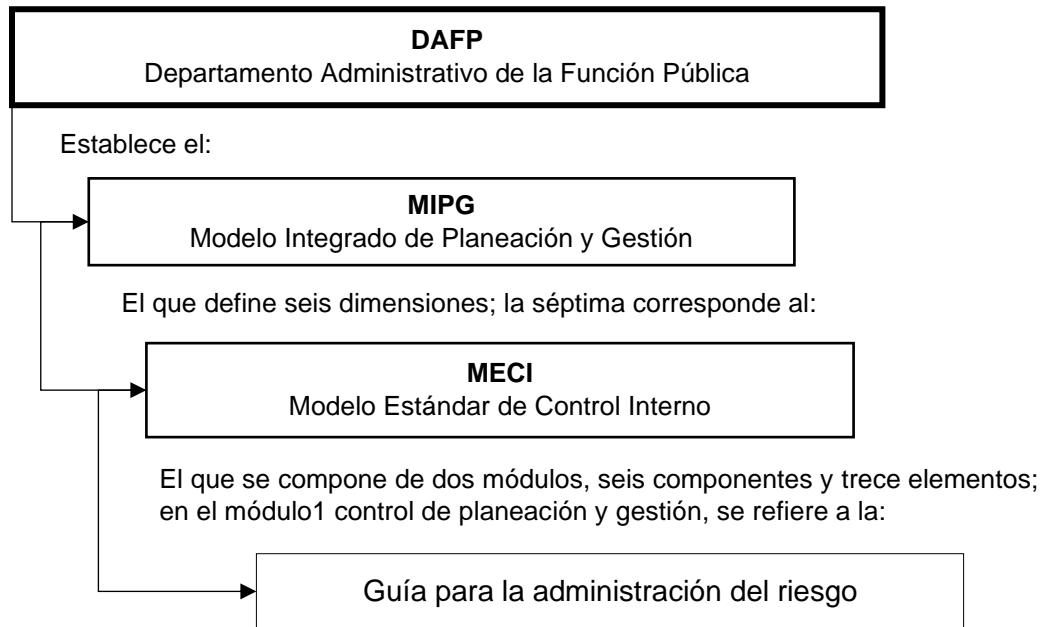 DAFP
Departamento Administrativo de la Función Pública
Establece el:
MIPG
Modelo Integrado de Planeación y Gestión
El que define seis dimensiones; la séptima corresponde al:
MECI
Modelo Estándar de Control Interno
El que se compone de dos módulos, seis componentes y trece elementos;
en el módulo1 control de planeación y gestión, se refiere a la:
Guía para la administración del riesgo